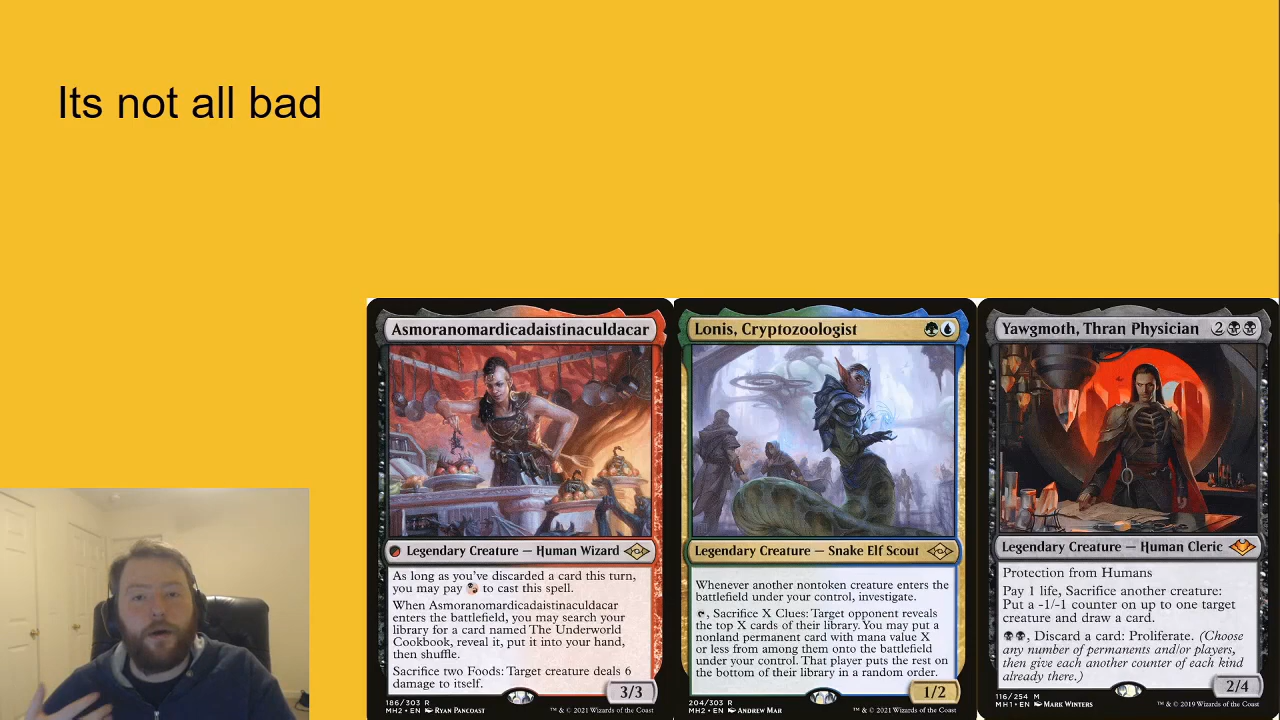 Its not all bad
Asmoranomardicadaistinaculdacar
Legendary Creature — Human Wizard
As long as you've discarded a card this turn,
you may pay to cast this spell.
When Asmoranomardicadaistinaculdacar
enters the battlefield, you may search your
library for a card named The Underworld
Cookbook, reveal it, put it into your hand,
then shuffle.
Sacrifice two Foods: Target creature deals 6
damage to itself.
3/3
186/303 R
MH2 • EN RYAN PANCOAST
™ & © 2021 Wizards of the Coast
Lonis, Cryptozoologist
Legendary Creature — Snake Elf Scout
Whenever another nontoken creature enters the
battlefield under your control, investigate.
, Sacrifice X Clues: Target opponent reveals
the top X cards of their library. You may put a
nonland permanent card with mana value X
or less from among them onto the battlefield
under your control. That player puts the rest on
the bottom of their library in a random order.
1/2
204/303 R
MH2 • EN ANDREW MAR
™ & © 2021 Wizards of the Coast
Yawgmoth, Thran Physician 2
Legendary Creature — Human Cleric
Protection from Humans
Pay 1 life, Sacrifice another creature:
Put a -1/-1 counter on up to one target
creature and draw a card.
, Discard a card: Proliferate. (Choose
any number of permanents and/or players,
then give each another counter of each kind
already there.)
2/4
116/254 M
MH1 • EN MARK WINTERS
™ & © 2019 Wizards of the Coast